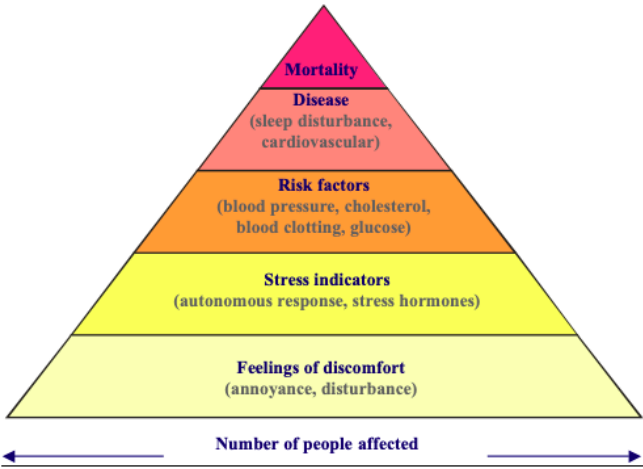 Mortality
Disease
(sleep disturbance,
cardiovascular)
Risk factors
(blood pressure, cholesterol,
blood clotting, glucose)
Stress indicators
(autonomous response, stress hormones)
Feelings of discomfort
(annoyance, disturbance)
Number of people affected